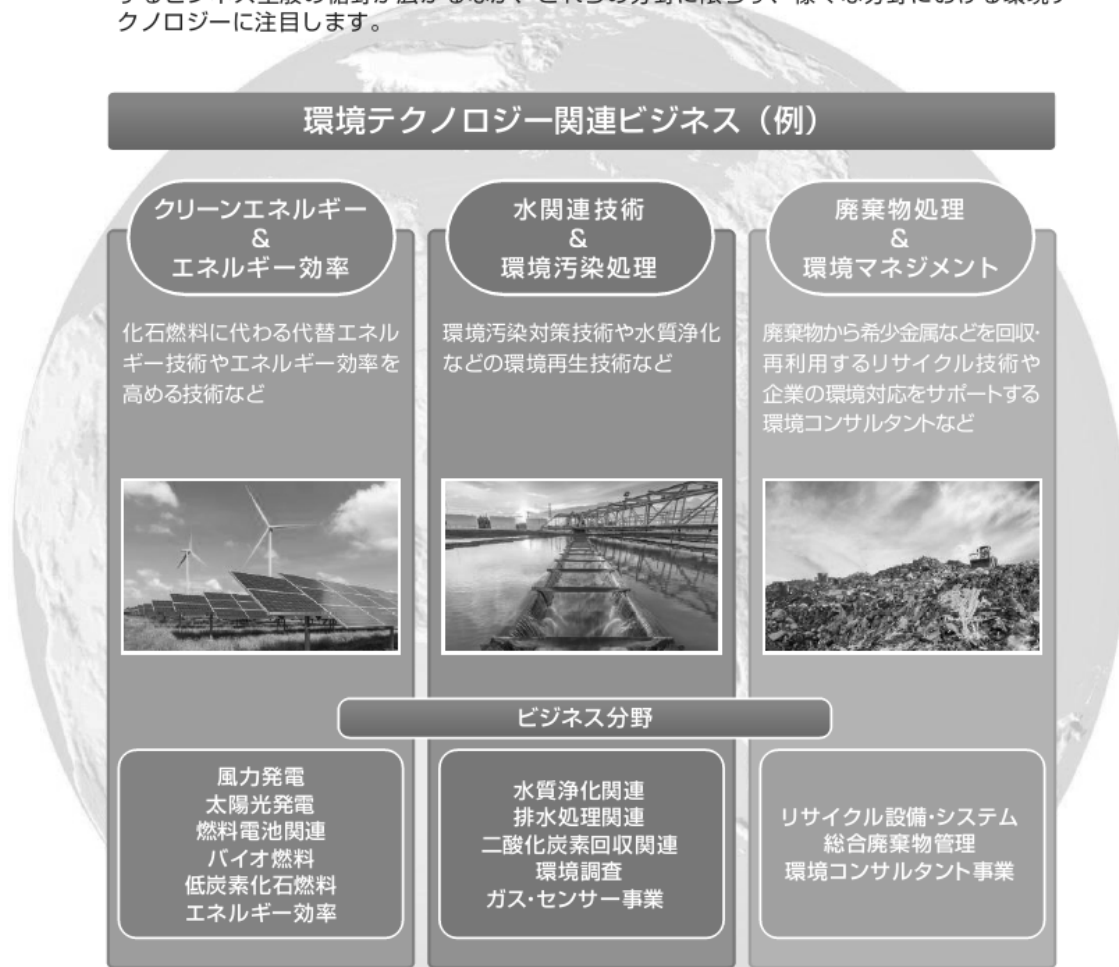 クノロジーに注目します。
環境テクノロジー関連ビジネス（例）
クリーンエネルギー
&
エネルギー効率
化石燃料に代わる代替エネル
ギー技術やエネルギー効率を
高める技術など
水関連技術
&
環境汚染処理
環境汚染対策技術や水質浄化
などの環境再生技術など
廃棄物処理
&
環境マネジメント
廃棄物から希少金属などを回収・
再利用するリサイクル技術や
企業の環境対応をサポートする
環境コンサルタントなど
ビジネス分野
風力発電
太陽光発電
燃料電池関連
バイオ燃料
低炭素化石燃料
エネルギー効率
水質浄化関連
排水処理関連
二酸化炭素回収関連
環境調査
ガス・センサー事業
リサイクル設備・システム
総合廃棄物管理
環境コンサルタント事業